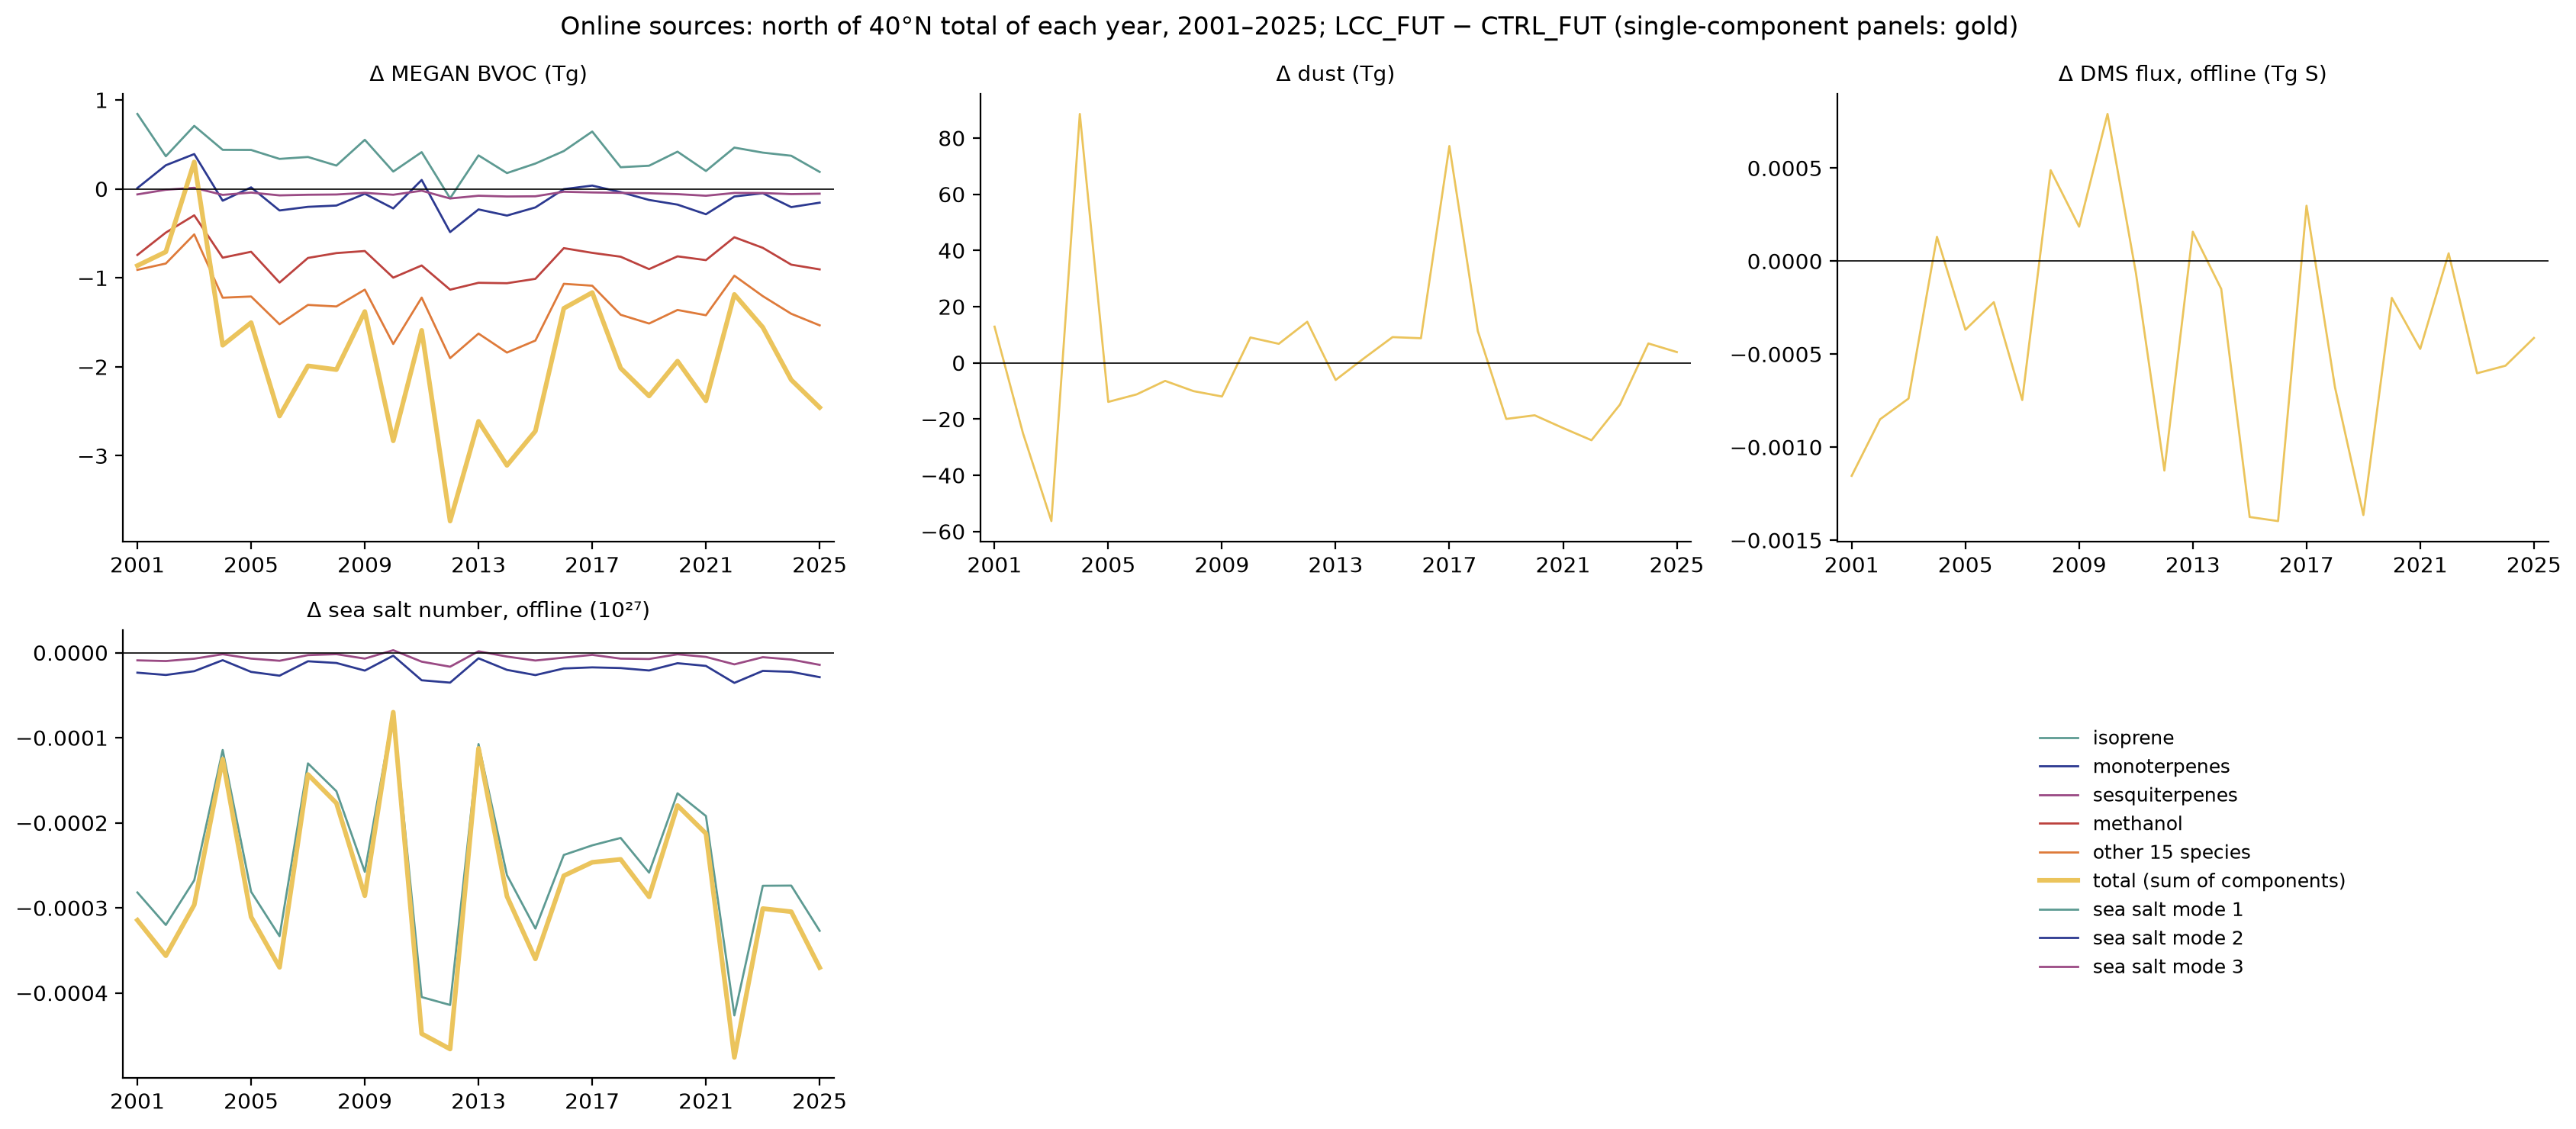 Online sources: north of 40°N total of each year, 2001–2025; LCC_FUT − CTRL_FUT (single-component panels: gold)
Δ MEGAN BVOC (Tg)
1
0
−1
−2
−3
2001 2005 2009 2013 2017 2021 2025
Δ dust (Tg)
80
60
40
20
0
−20
−40
−60
2001 2005 2009 2013 2017 2021 2025
Δ DMS flux, offline (Tg S)
0.0005
0.0000
−0.0005
−0.0010
−0.0015
2001 2005 2009 2013 2017 2021 2025
Δ sea salt number, offline (10²⁷)
0.0000
−0.0001
−0.0002
−0.0003
−0.0004
2001 2005 2009 2013 2017 2021 2025
isoprene
monoterpenes
sesquiterpenes
methanol
other 15 species
total (sum of components)
sea salt mode 1
sea salt mode 2
sea salt mode 3